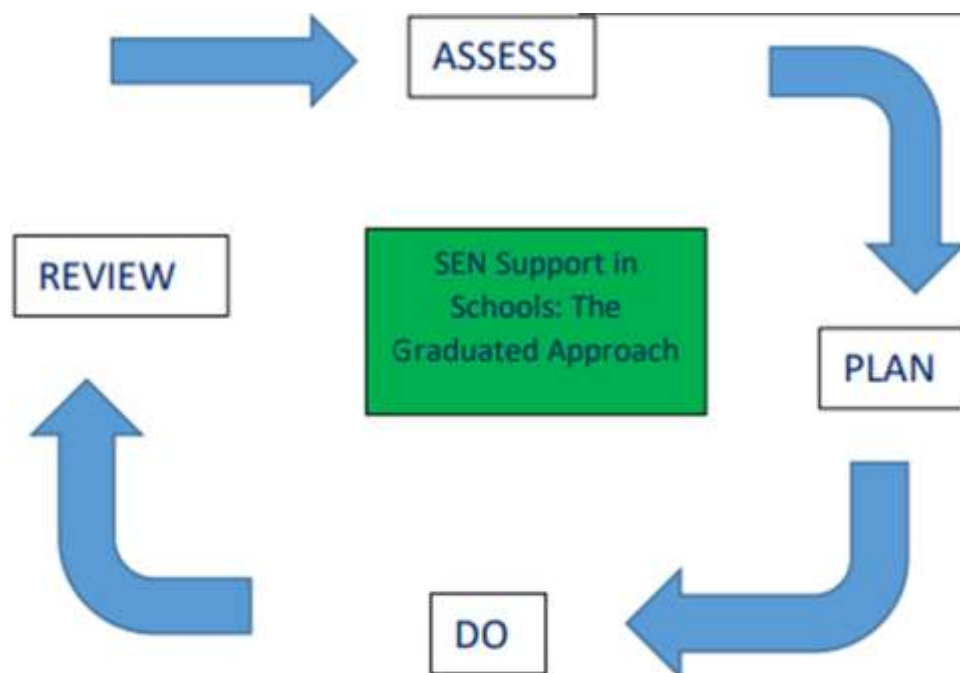 ASSESS
REVIEW
SEN Support in
Schools: The
Graduated Approach
PLAN
DO